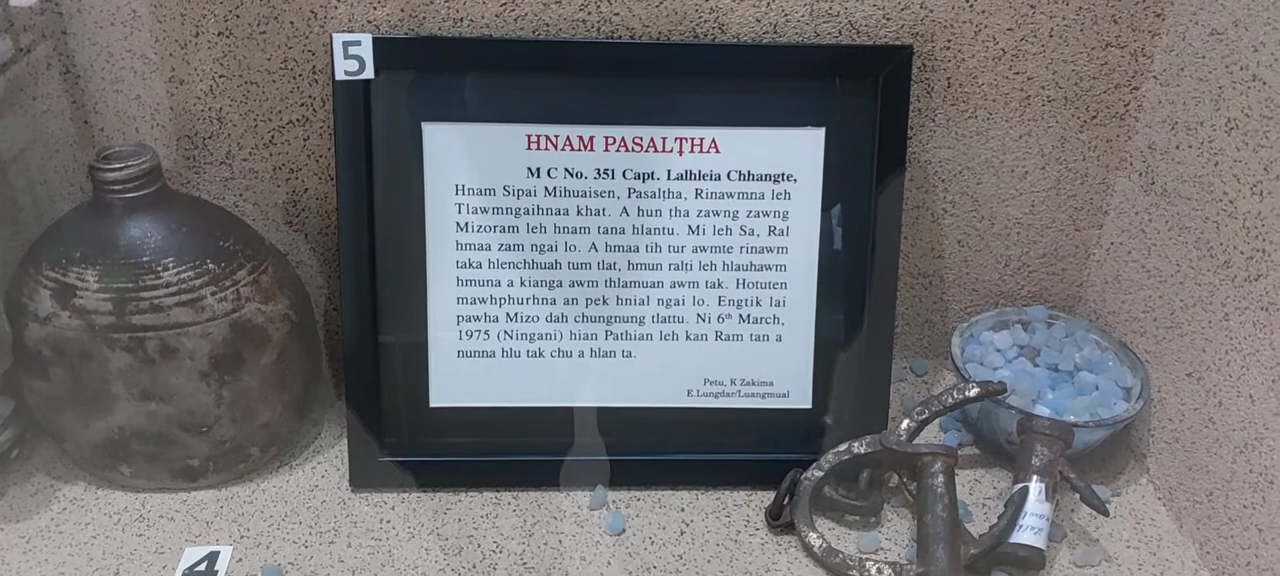 5
HNAM PASALṬHA
M C No. 351 Capt. Lalhleia Chhangte,
Hnam Sipai Mihuaisen, Pasalṭha, Rinawmna leh
Tlawmngaihnaa khat. A hun ṭha zawng zawng
Mizoram leh hnam tana hlantu. Mi leh Sa, Ral
hmaa zam ngai lo. A hmaa tih tur awmte rinawm
taka hlenchhuah tum tlat, hmun ralṭi leh hlauhawm
hmuna a kianga awm thlamuan awm tak. Hotuten
mawhphurhna an pek hnial ngai lo. Engtik lai
pawha Mizo dah chungnung tlattu. Ni 6th March,
1975 (Ningani) hian Pathian leh kan Ram tan a
nunna hlu tak chu a hlan ta.
Petu, K Zakima
E.Lungdar/Luangmual
4